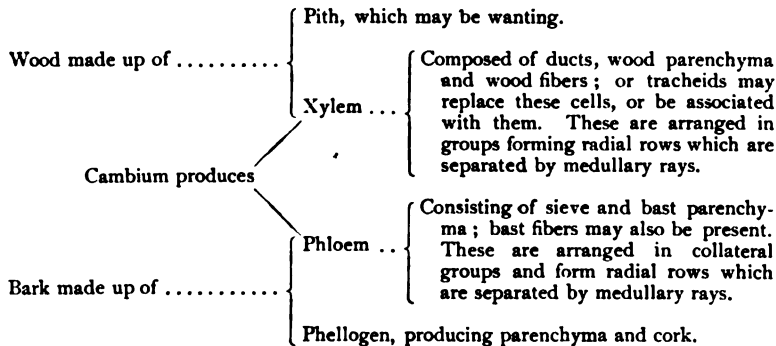 Pith, which may be wanting.
Wood made up of ..........
Xylem ...
Composed of ducts, wood parenchyma
and wood fibers; or tracheids may
replace these cells, or be associated
with them. These are arranged in
groups forming radial rows which are
separated by medullary rays.
Cambium produces
Phloem ..
Consisting of sieve and bast parenchy-
ma; bast fibers may also be present.
These are arranged in collateral
groups and form radial rows which
are separated by medullary rays.
Bark made up of ...........
Phellogen, producing parenchyma and cork.